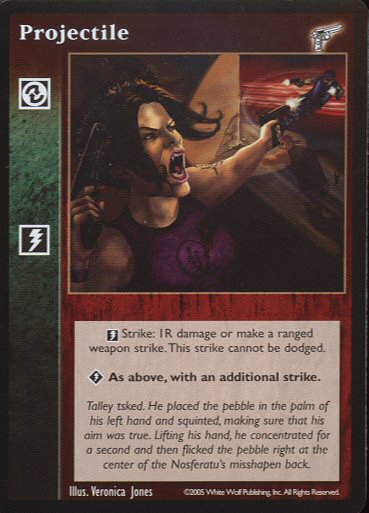 Projectile
Strike: 1R damage or make a ranged
weapon strike. This strike cannot be dodged.
As above, with an additional strike.
Talley tsked. He placed the pebble in the palm of
his left hand and squinted, making sure that his
aim was true. Lifting his hand, he concentrated for
a second and then flicked the pebble right at the
center of the Nosferatu's misshapen back.
Illus. Veronica Jones
©2005 White Wolf Publishing, Inc. All Rights Reserved.